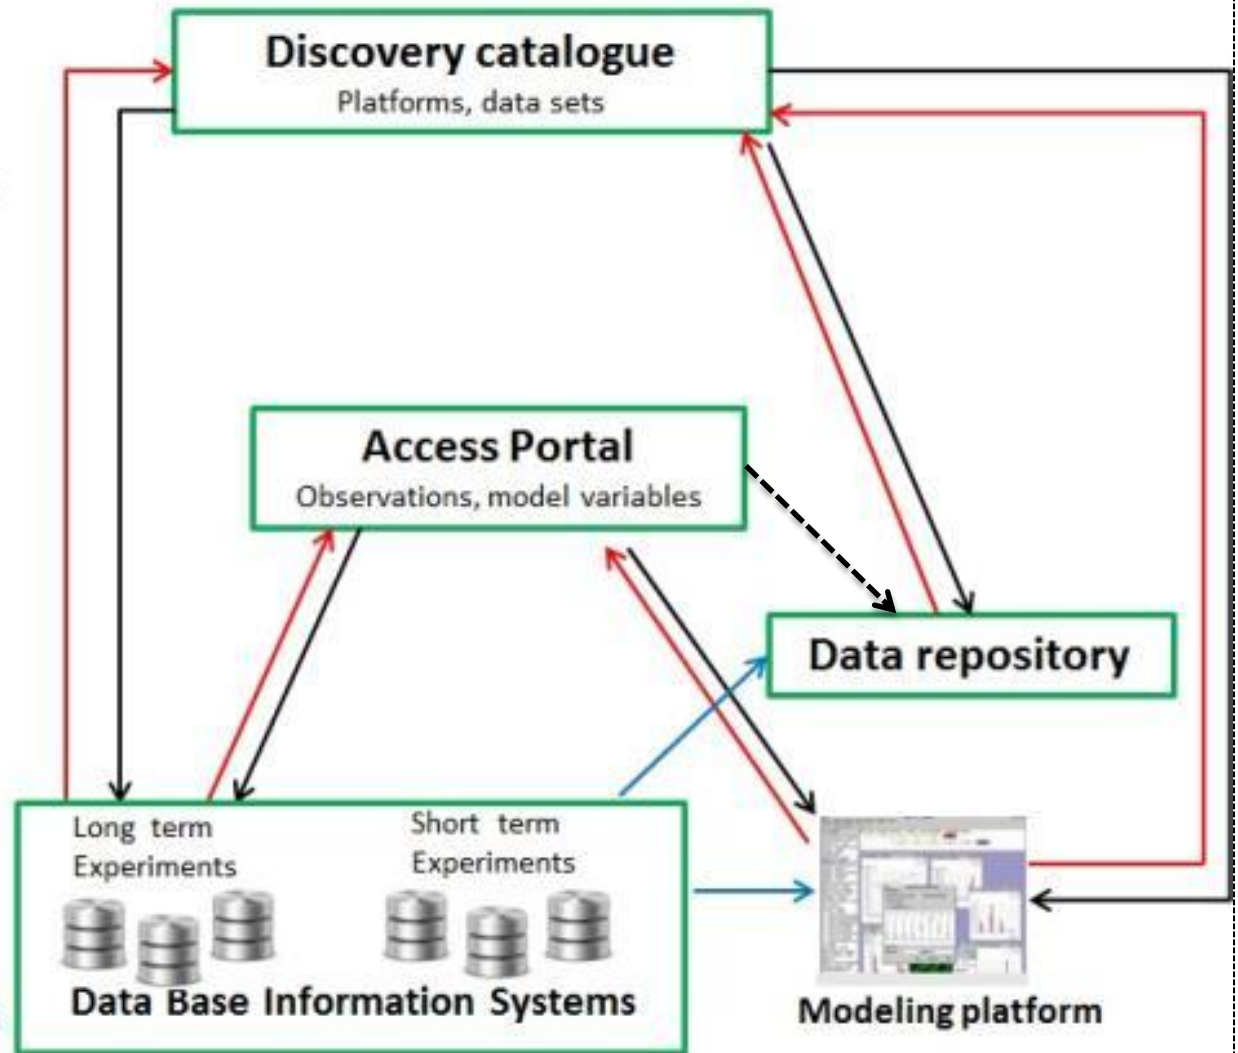 Discovery catalogue
Platforms, data sets
Access Portal
Observations, model variables
Data repository
Long term
Experiments
Short term
Experiments
Data Base Information Systems
Modeling platform